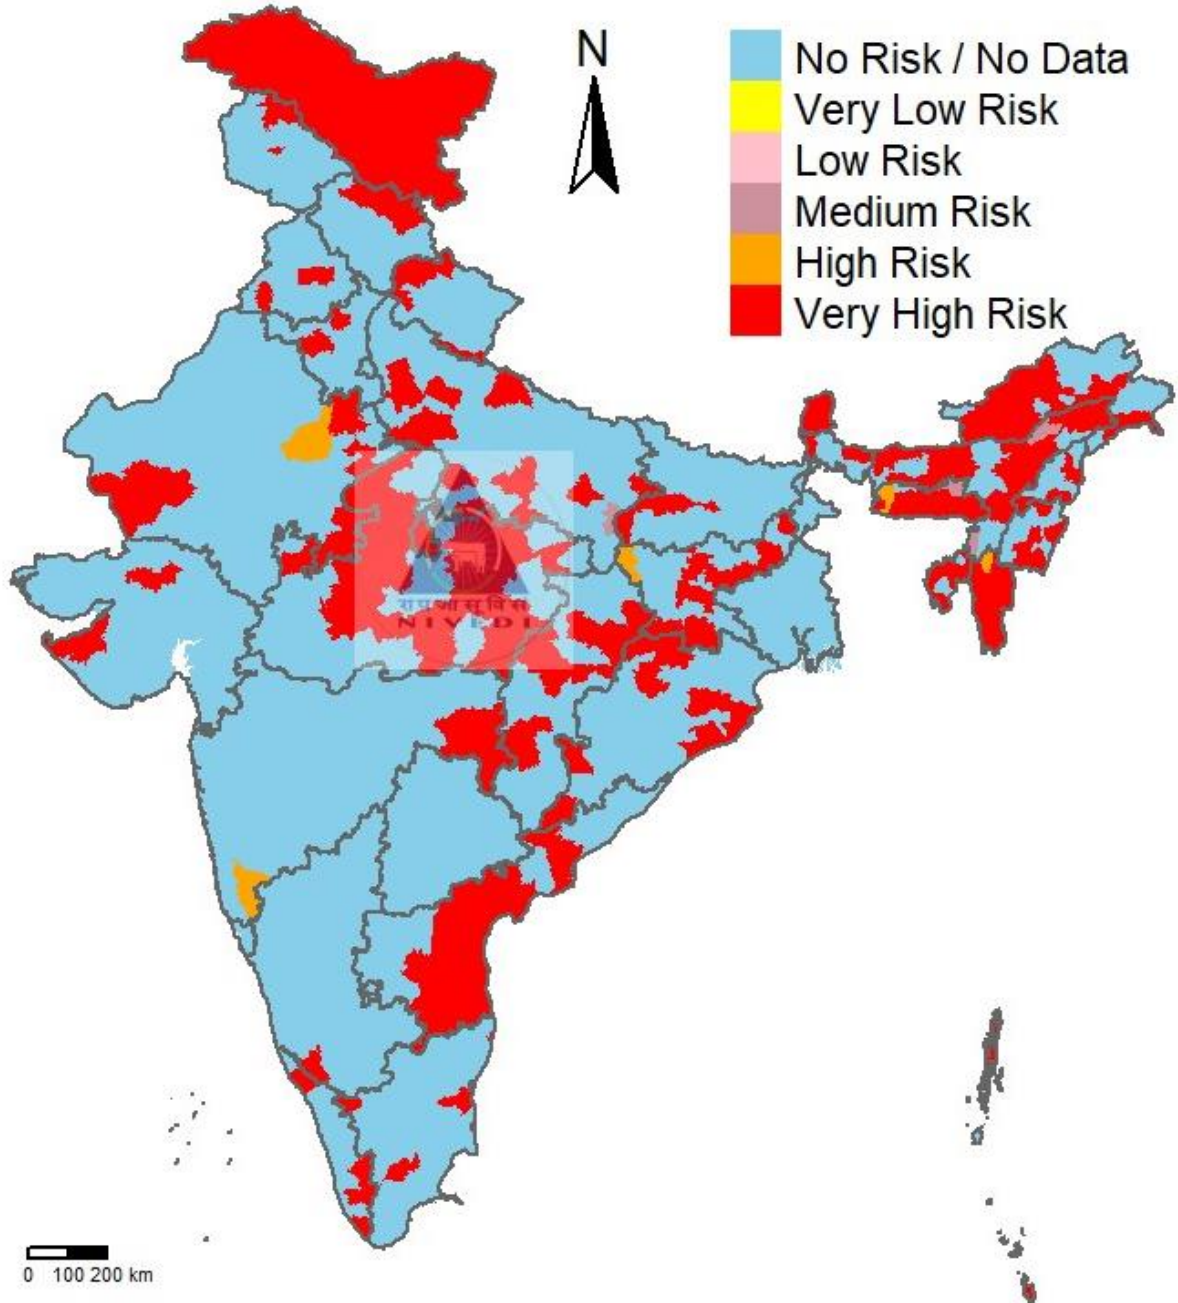 N
No Risk / No Data
Very Low Risk
Low Risk
Medium Risk
High Risk
Very High Risk
NIVEDI
0 100 200 km